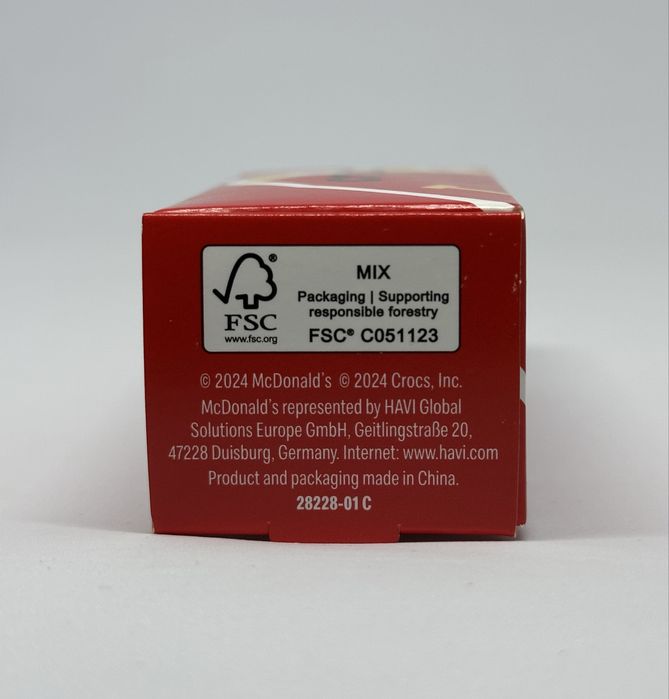 MIX
Packaging | Supporting
responsible forestry
FSC® C051123
®
FSC
www.fsc.org
© 2024 McDonald's © 2024 Crocs, Inc.
McDonald's represented by HAVI Global
Solutions Europe GmbH, Geitlingstraße 20,
47228 Duisburg, Germany. Internet: www.havi.com
Product and packaging made in China.
28228-01 C